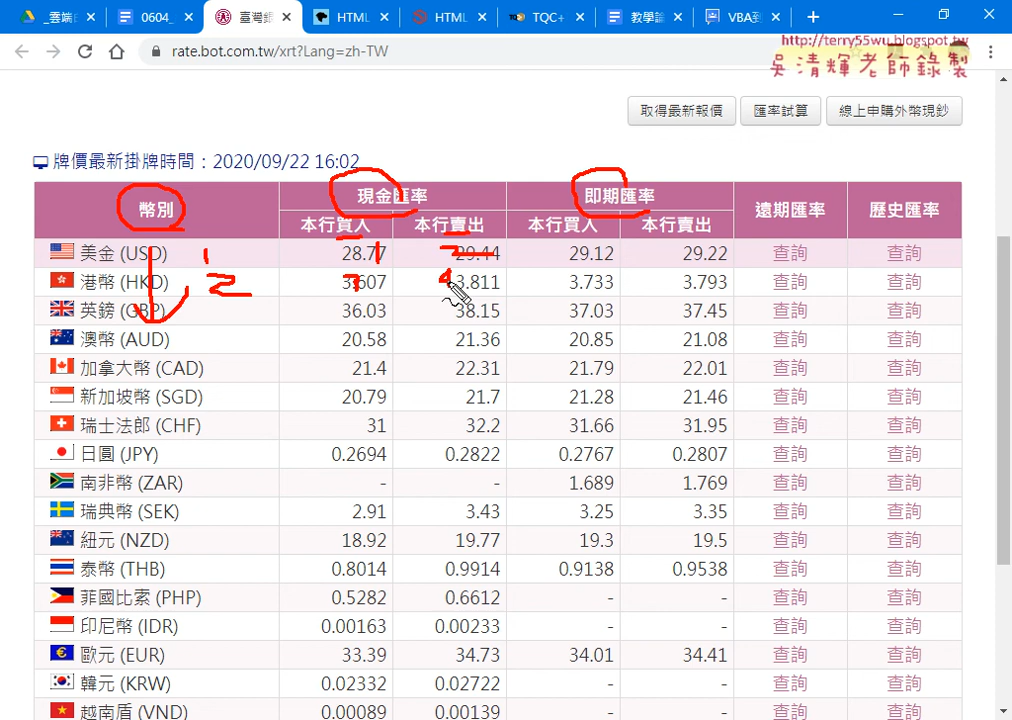 _雲端
0604_
臺灣銀
HTML
HTML
TQC+
教學論
VBA到
rate.bot.com.tw/xrt?Lang=zh-TW
http://terry55wu.blogspot.tw
吳清輝老師錄製
取得最新報價 匯率試算 線上申購外幣現鈔
牌價最新掛牌時間：2020/09/22 16:02
幣別 現金匯率 即期匯率 遠期匯率 歷史匯率
本行買入 本行賣出 本行買入 本行賣出
美金 (USD) 1 28.77 29.44 29.12 29.22 查詢 查詢
港幣 (HKD) 2 3.607 4 3.811 3.733 3.793 查詢 查詢
英鎊 (GBP) 36.03 38.15 37.03 37.45 查詢 查詢
澳幣 (AUD) 20.58 21.36 20.85 21.08 查詢 查詢
加拿大幣 (CAD) 21.4 22.31 21.79 22.01 查詢 查詢
新加坡幣 (SGD) 20.79 21.7 21.28 21.46 查詢 查詢
瑞士法郎 (CHF) 31 32.2 31.66 31.95 查詢 查詢
日圓 (JPY) 0.2694 0.2822 0.2767 0.2807 查詢 查詢
南非幣 (ZAR) - - 1.689 1.769 查詢 查詢
瑞典幣 (SEK) 2.91 3.43 3.25 3.35 查詢 查詢
紐元 (NZD) 18.92 19.77 19.3 19.5 查詢 查詢
泰幣 (THB) 0.8014 0.9914 0.9138 0.9538 查詢 查詢
菲國比索 (PHP) 0.5282 0.6612 - - 查詢 查詢
印尼幣 (IDR) 0.00163 0.00233 - - 查詢 查詢
歐元 (EUR) 33.39 34.73 34.01 34.41 查詢 查詢
韓元 (KRW) 0.02332 0.02722 - - 查詢 查詢
越南盾 (VND) 0.00089 0.00139 - - 查詢 查詢